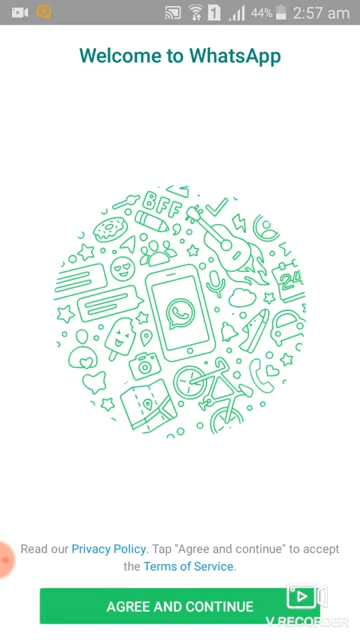 1 44% 2:57 am
Welcome to WhatsApp
BFF
24
Read our Privacy Policy. Tap "Agree and continue" to accept
the Terms of Service.
AGREE AND CONTINUE
V RECORDER